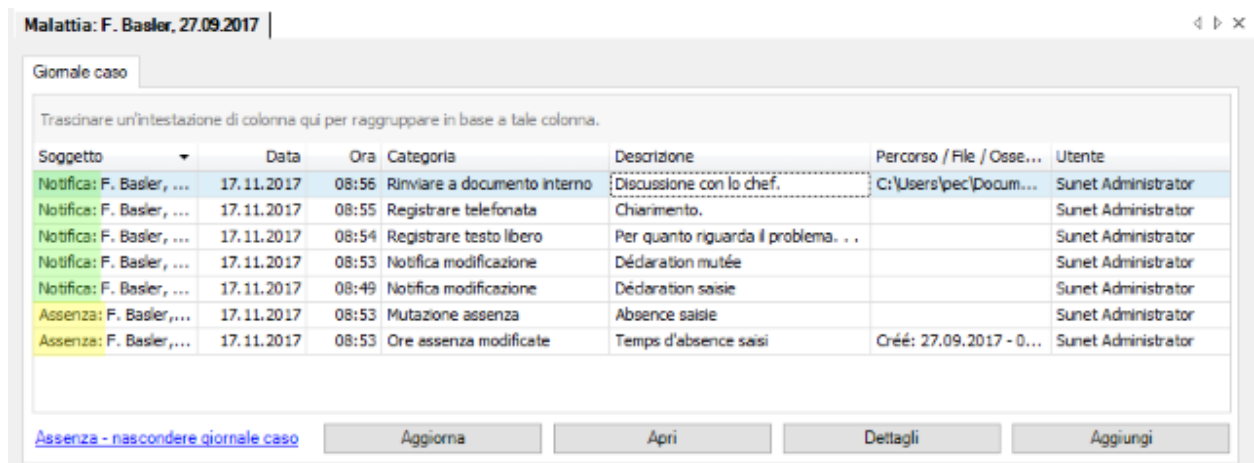 Malattia: F. Basler, 27.09.2017
Giornale caso
Trascinare un'intestazione di colonna qui per raggruppare in base a tale colonna.
Soggetto Data Ora Categoria Descrizione Percorso / File / Osse... Utente
Notifica: F. Basler, ... 17.11.2017 08:56 Rinviare a documento interno Discussione con lo chef. C:\Users\pec\Docum... Sunet Administrator
Notifica: F. Basler, ... 17.11.2017 08:55 Registrare telefonata Chiarimento. Sunet Administrator
Notifica: F. Basler, ... 17.11.2017 08:54 Registrare testo libero Per quanto riguarda il problema. . . Sunet Administrator
Notifica: F. Basler, ... 17.11.2017 08:53 Notifica modificazione Déclaration mutée Sunet Administrator
Notifica: F. Basler, ... 17.11.2017 08:49 Notifica modificazione Déclaration saisie Sunet Administrator
Assenza: F. Basler,... 17.11.2017 08:53 Mutazione assenza Absence saisie Sunet Administrator
Assenza: F. Basler,... 17.11.2017 08:53 Ore assenza modificate Temps d'absence saisi Créé: 27.09.2017 - 0... Sunet Administrator
Assenza - nascondere giornale caso Aggiorna Apri Dettagli Aggiungi